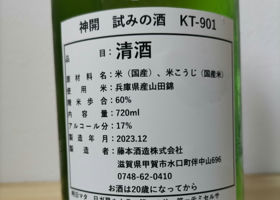 神開 試みの酒 KT-901
品 目：清酒
原材料名：米（国産）、米こうじ（国産米）
使用米：兵庫県産山田錦
精米歩合：60%
内容量：720ml
アルコール分：17%
製造年月：2023.12
製造者：藤本酒造株式会社
滋賀県甲賀市水口町伴中山696
0748-62-0410
お酒は20歳になってから